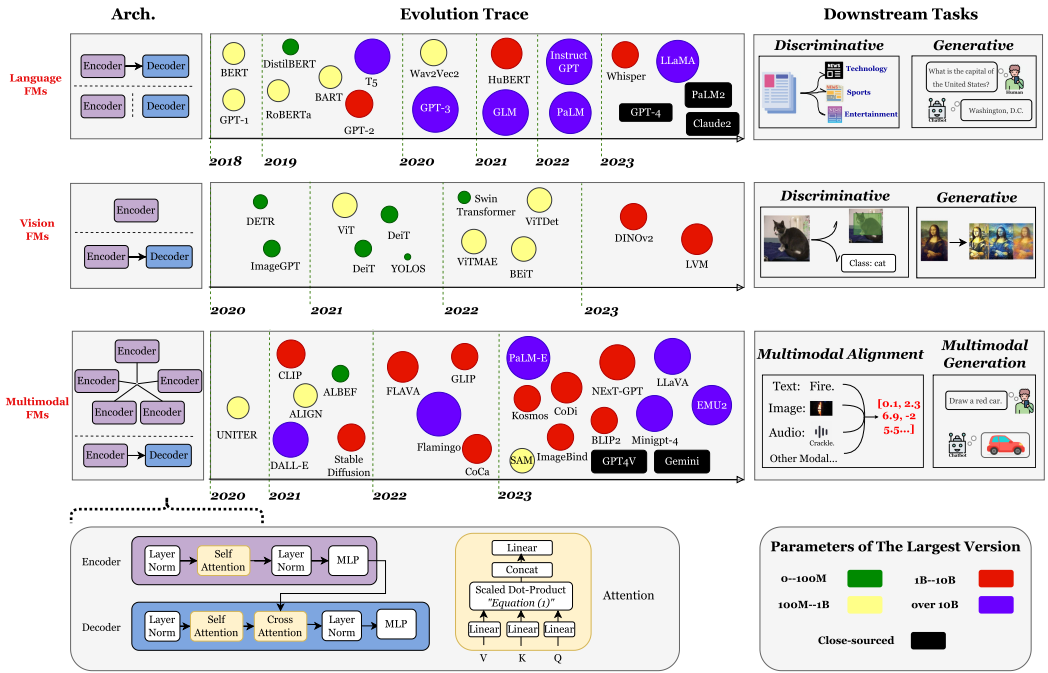 Arch.
Evolution Trace
Downstream Tasks
Language
FMs
Encoder
Decoder
Encoder
Decoder
BERT
GPT-1
DistilBERT
RoBERTa
BART
T5
GPT-2
Wav2Vec2
GPT-3
HuBERT
GLM
Instruct
GPT
PaLM
Whisper
GPT-4
LLaMA
PaLM2
Claude2
2018
2019
2020
2021
2022
2023
Discriminative
NEWS
Technology
Sports
Entertainment
Generative
What is the capital of
the United States?
Human
ChatBot
Washington, D.C.
Vision
FMs
Encoder
Encoder
Decoder
DETR
ImageGPT
ViT
DeiT
DeiT
YOLOS
Swin
Transformer
ViTDet
ViTMAE
BEiT
DINOv2
LVM
2020
2021
2022
2023
Discriminative
Class: cat
Generative
Multimodal
FMs
Encoder
Encoder
Encoder
Encoder
Encoder
Encoder
Decoder
UNITER
CLIP
ALBEF
ALIGN
DALL-E
Stable
Diffusion
FLAVA
GLIP
Flamingo
CoCa
PaLM-E
Kosmos
CoDi
NExT-GPT
LLaVA
EMU2
BLIP2
Minigpt-4
SAM
ImageBind
GPT4V
Gemini
2020
2021
2022
2023
Multimodal Alignment
Text: Fire.
Image:
Audio:
Crackle.
Other Modal...
[0.1, 2.3
6.9, -2
5.5...]
Multimodal
Generation
Draw a red car.
Human
ChatBot
Encoder
Layer
Norm
Self
Attention
Layer
Norm
MLP
Decoder
Layer
Norm
Self
Attention
Cross
Attention
Layer
Norm
MLP
Linear
Concat
Scaled Dot-Product
"Equation (1)"
Linear
Linear
Linear
V
K
Q
Attention
Parameters of The Largest Version
0--100M
1B--10B
100M--1B
over 10B
Close-sourced